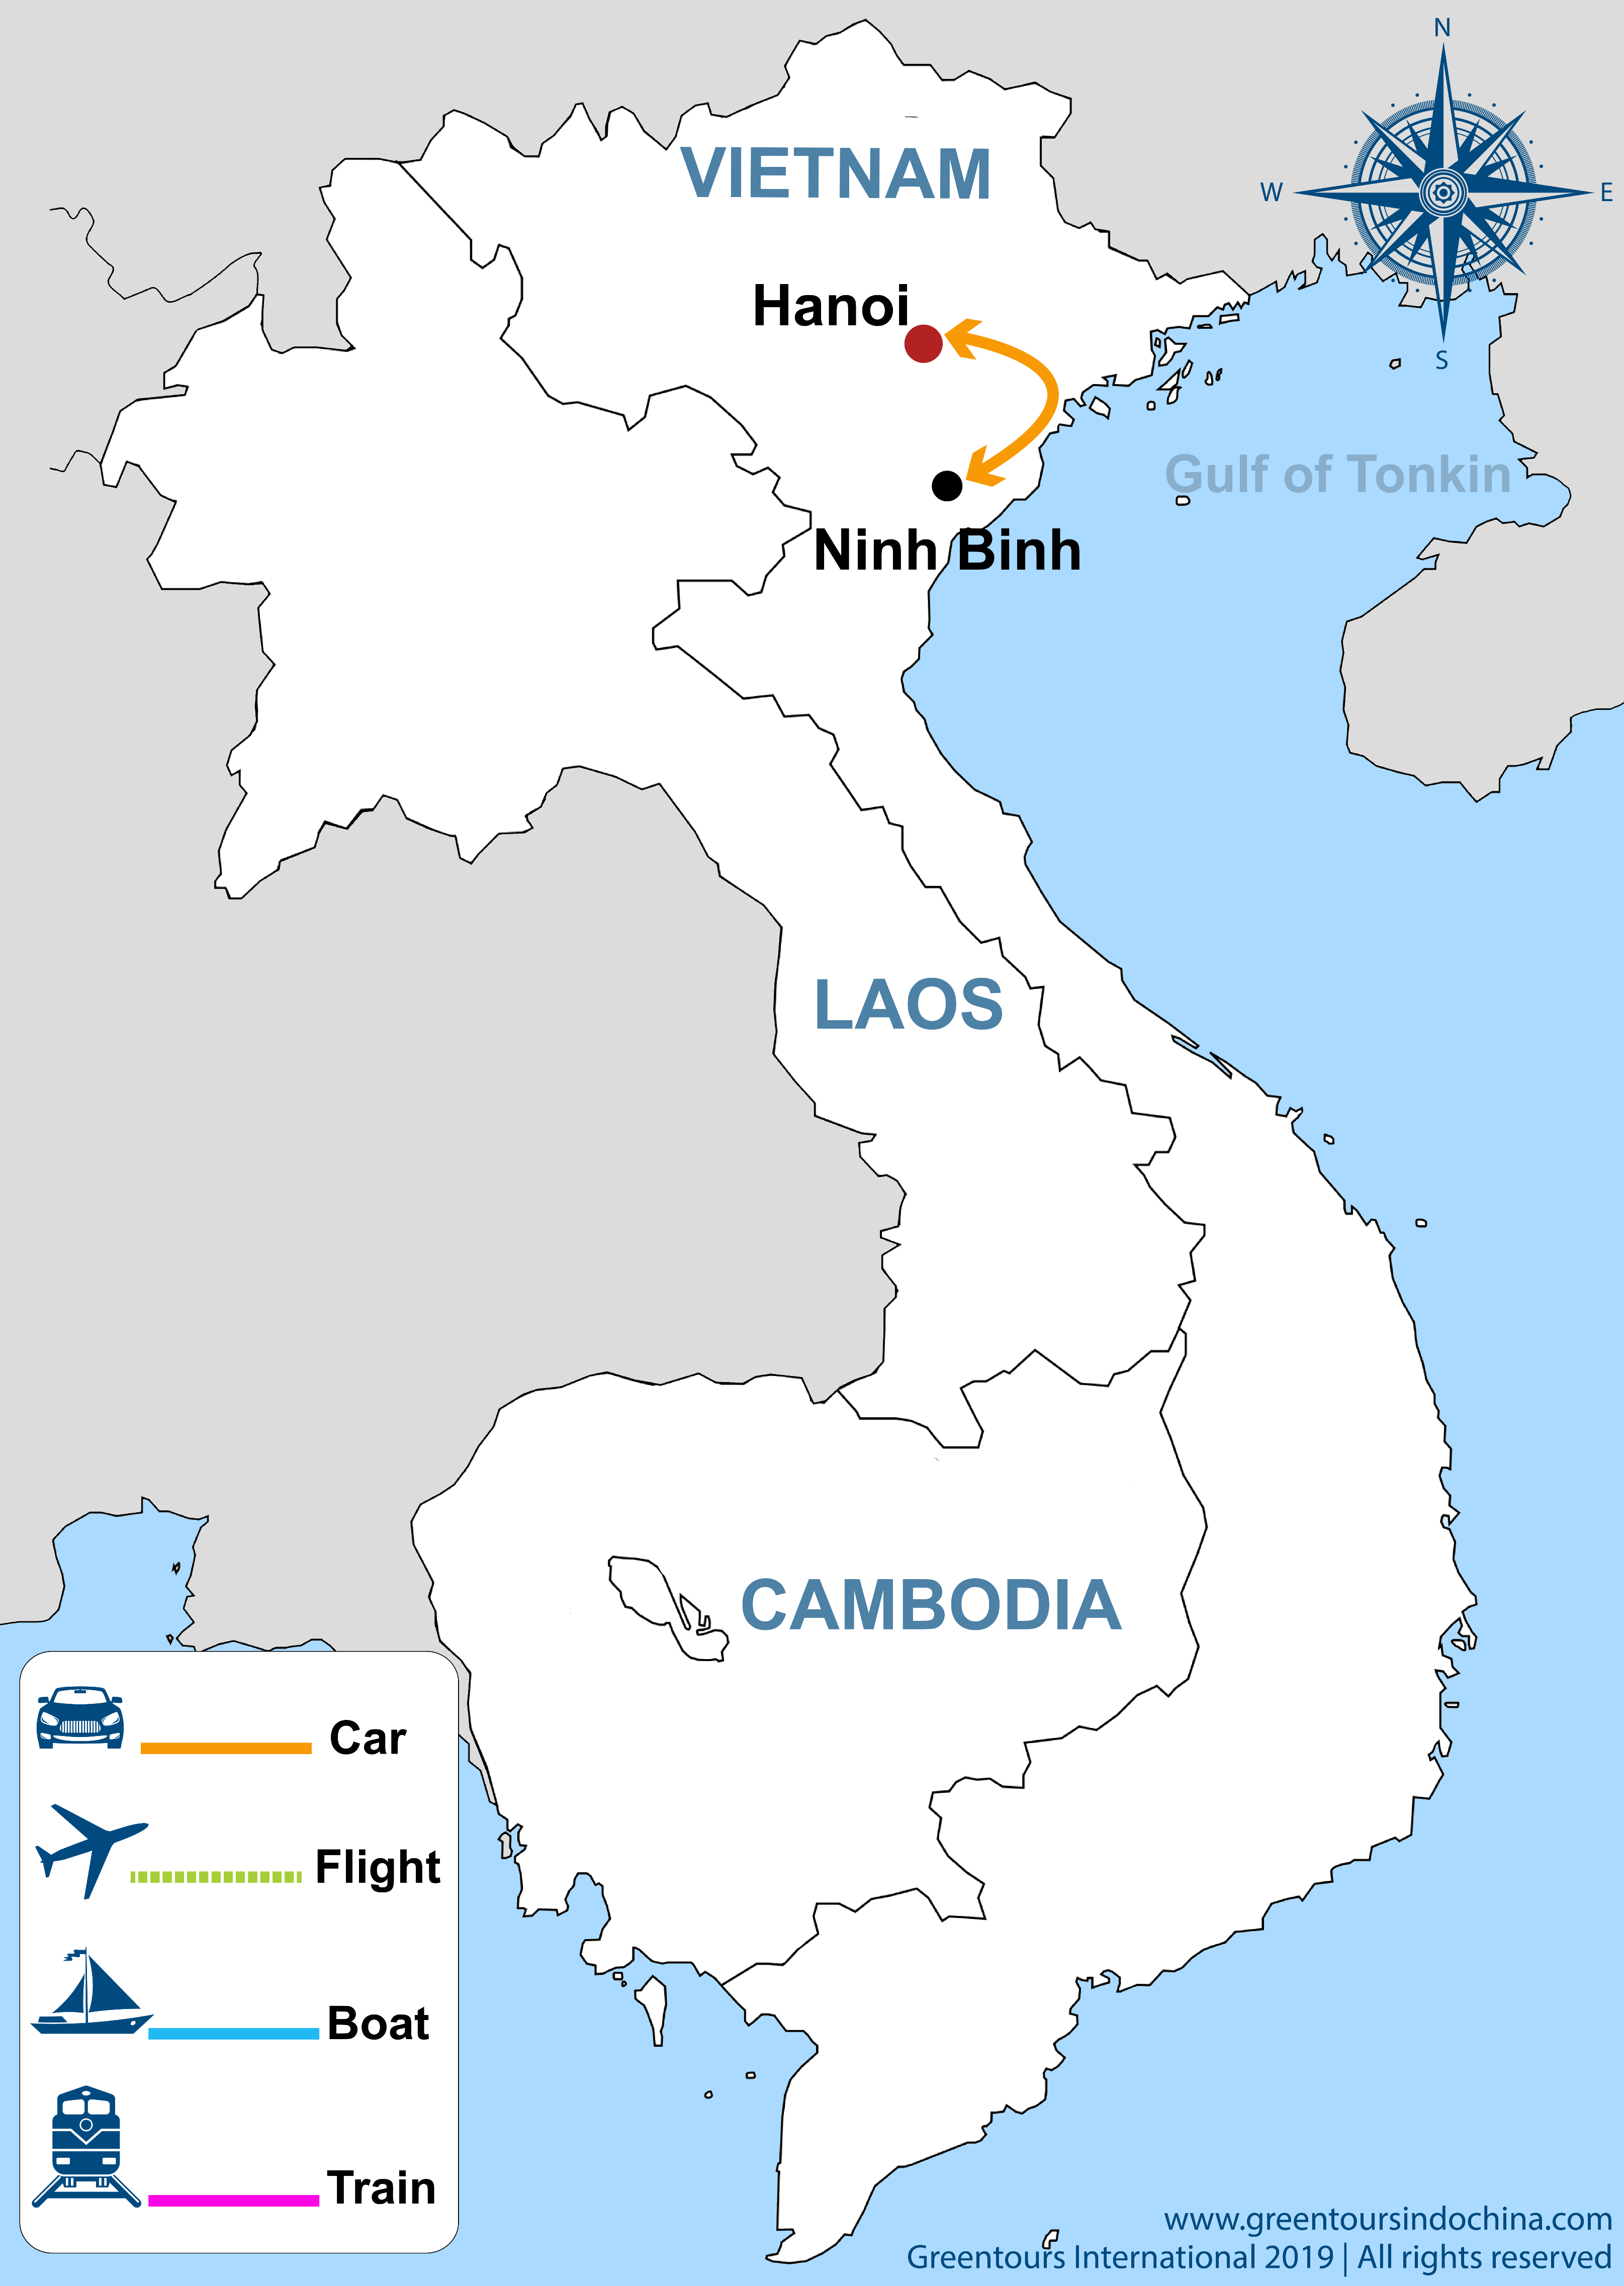 N
VIETNAM
W
E
Hanoi
S
Gulf of Tonkin
Ninh Binh
LAOS
CAMBODIA
Car
Flight
Boat
Train
www.greentoursindochina.com
Greentours International 2019 | All rights reserved